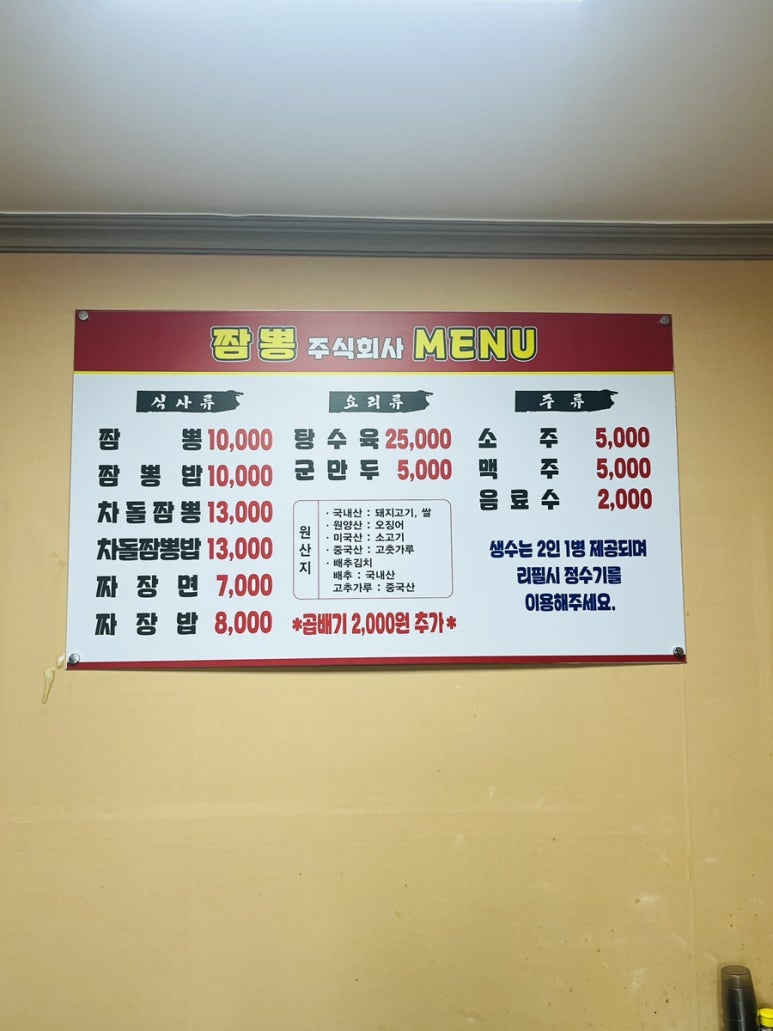 짬뽕 주식회사 MENU
식사류
짬뽕 10,000
짬뽕밥 10,000
차돌짬뽕 13,000
차돌짬뽕밥 13,000
짜장면 7,000
짜장밥 8,000
요리류
탕수육 25,000
군만두 5,000
원산지
· 국내산 : 돼지고기, 쌀
· 원양산 : 오징어
· 미국산 : 소고기
· 중국산 : 고춧가루
· 배추김치
배추 : 국내산
고추가루 : 중국산
*곱배기 2,000원 추가*
주류
소주 5,000
맥주 5,000
음료수 2,000
생수는 2인 1병 제공되며
리필시 정수기를
이용해주세요.